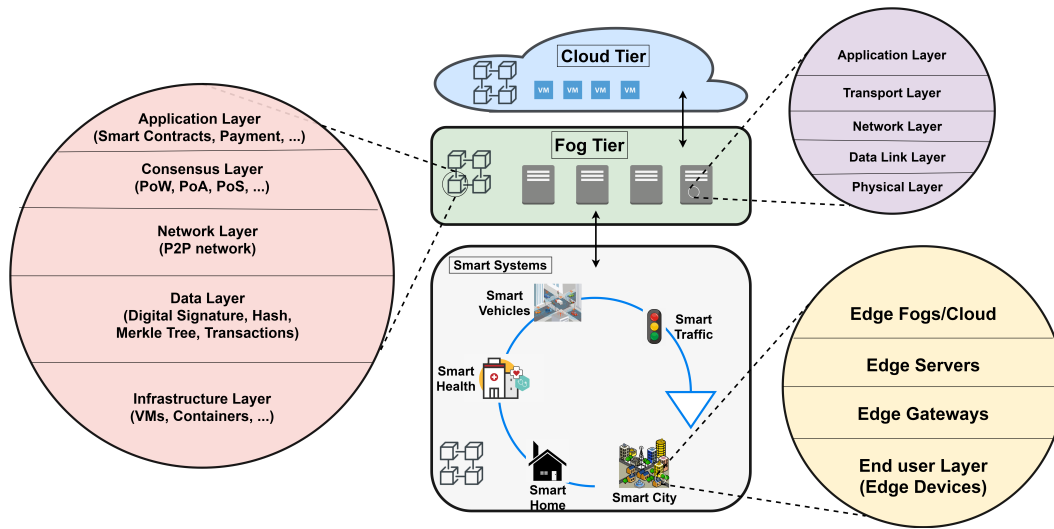 Cloud Tier
VM VM VM VM
Fog Tier
Smart Systems
Smart
Vehicles
Smart
Traffic
Smart
Health
Smart
Home
Smart City
Application Layer
(Smart Contracts, Payment, ...)
Consensus Layer
(PoW, PoA, PoS, ...)
Network Layer
(P2P network)
Data Layer
(Digital Signature, Hash,
Merkle Tree, Transactions)
Infrastructure Layer
(VMs, Containers, ...)
Application Layer
Transport Layer
Network Layer
Data Link Layer
Physical Layer
Edge Fogs/Cloud
Edge Servers
Edge Gateways
End user Layer
(Edge Devices)